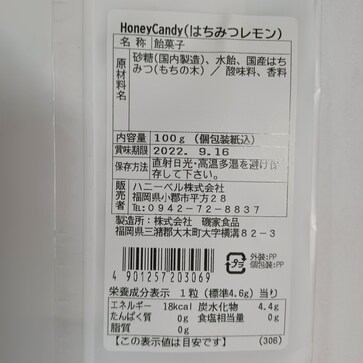 HoneyCandy(はちみつレモン)
名称 飴菓子
原材料名 砂糖(国内製造)、水飴、国産はち
みつ(もちの木) / 酸味料、香料
内容量 100g (個包装紙込)
賞味期限 2022. 9.16
保存方法 直射日光・高温多湿を避け保
存して下さい。
販売者 ハニーベル株式会社
福岡県小郡市平方28
TEL0942-72-8837
製造所:株式会社 磯家食品
福岡県三潴郡大木町大字横溝82-3
プラ
外装:PP
個包装:PP
4901257203069
栄養成分表示 1粒(標準4.6g)当り
エネルギー 18kcal 炭水化物 4.4g
たんぱく質 0g 食塩相当量 0g
脂質 0g
【この表示値は目安です】 (306)